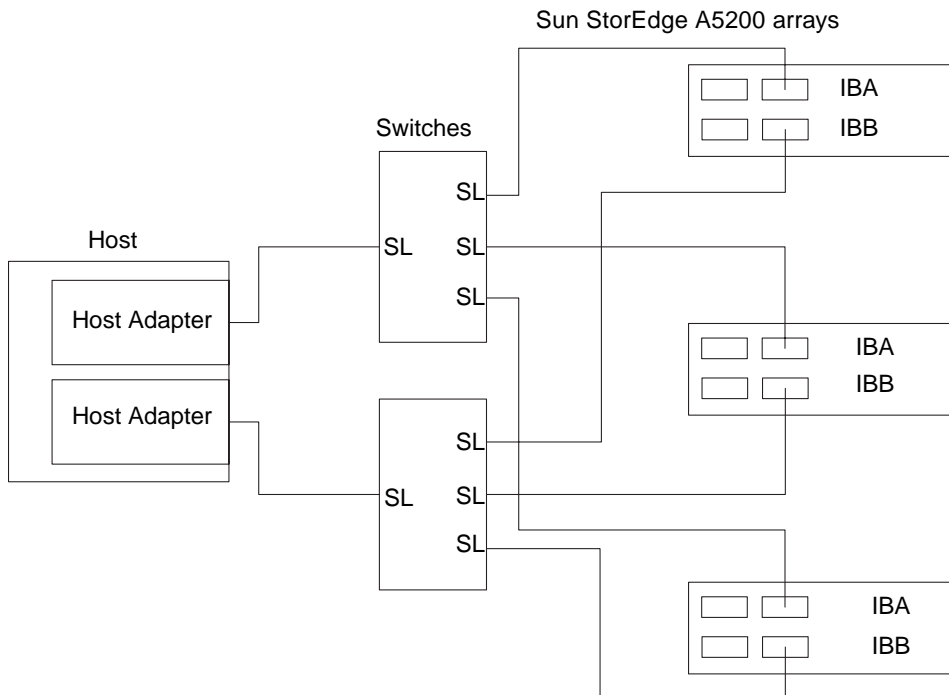 Sun StorEdge A5200 arrays
IBA
IBB
Switches
SL
SL
SL
SL
Host
Host Adapter
Host Adapter
IBA
IBB
SL
SL
SL
SL
IBA
IBB